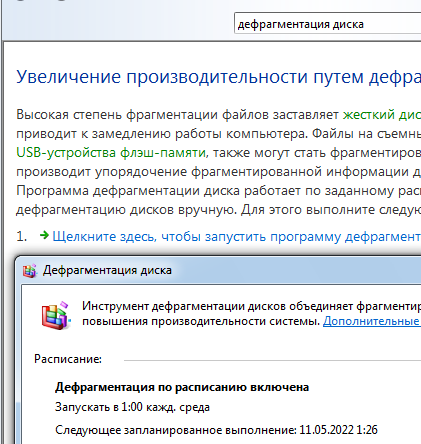 дефрагментация диска
Увеличение производительности путем дефра
Высокая степень фрагментации файлов заставляет жесткий дис
приводит к замедлению работы компьютера. Файлы на съемны
USB-устройства флэш-памяти, также могут стать фрагментиров
производит упорядочение фрагментированной информации д
Программа дефрагментации диска работает по заданному рас
дефрагментацию дисков вручную. Для этого выполните следую
1. Щелкните здесь, чтобы запустить программу дефрагмент
Дефрагментация диска
Инструмент дефрагментации дисков объединяет фрагментир
повышения производительности системы. Дополнительные
Расписание:
Дефрагментация по расписанию включена
Запускать в 1:00 кажд. среда
Следующее запланированное выполнение: 11.05.2022 1:26